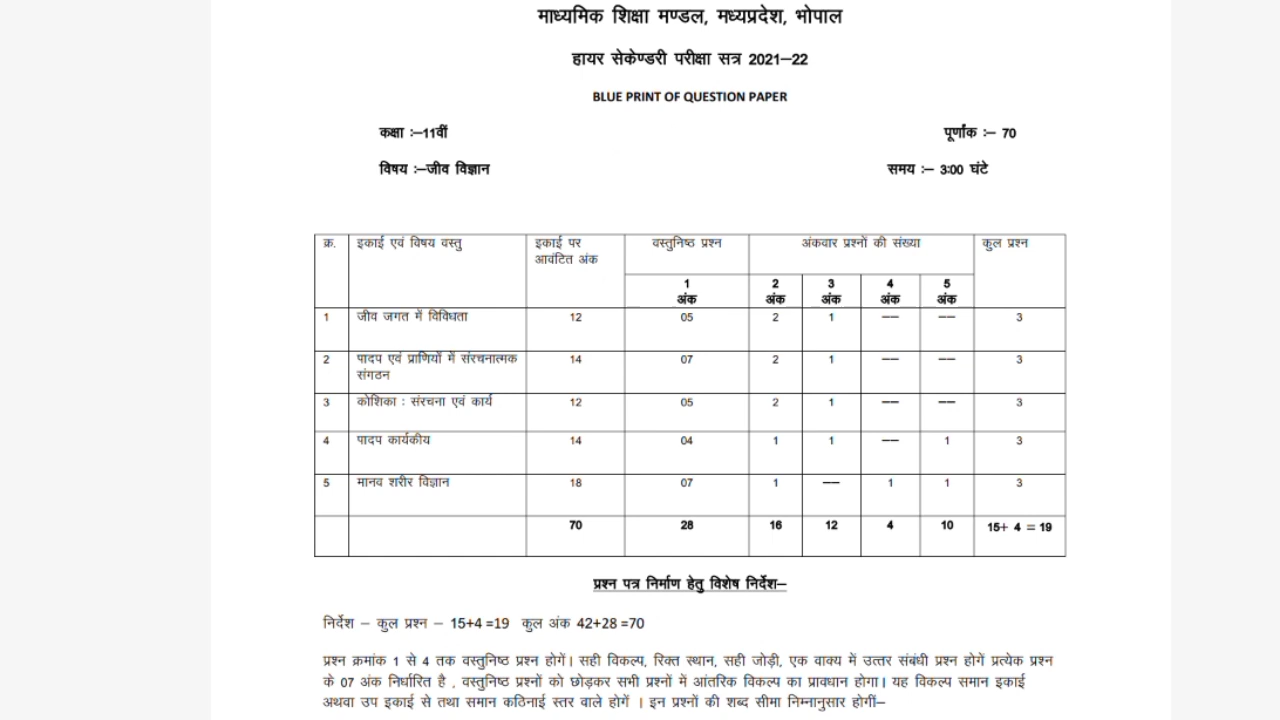 माध्यमिक शिक्षा मण्डल, मध्यप्रदेश, भोपाल
हायर सेकेण्डरी परीक्षा सत्र 2021–22
BLUE PRINT OF QUESTION PAPER
कक्षा :–11वीं पूर्णांक :– 70
विषय :–जीव विज्ञान समय :– 3:00 घंटे
क्र. इकाई एवं विषय वस्तु इकाई पर वस्तुनिष्ठ प्रश्न अंकवार प्रश्नों की संख्या कुल प्रश्न
आवंटित अंक
1 2 3 4 5
अंक अंक अंक अंक अंक
1 जीव जगत में विविधता 12 05 2 1 –– –– 3
2 पादप एवं प्राणियों में संरचनात्मक 14 07 2 1 –– –– 3
संगठन
3 कोशिका : संरचना एवं कार्य 12 05 2 1 –– –– 3
4 पादप कार्यकीय 14 04 1 1 –– 1 3
5 मानव शरीर विज्ञान 18 07 1 –– 1 1 3
70 28 16 12 4 10 15+ 4 = 19
प्रश्न पत्र निर्माण हेतु विशेष निर्देश–
निर्देश – कुल प्रश्न – 15+4 =19 कुल अंक 42+28 =70
प्रश्न क्रमांक 1 से 4 तक वस्तुनिष्ठ प्रश्न होगें। सही विकल्प, रिक्त स्थान, सही जोड़ी, एक वाक्य में उत्तर संबंधी प्रश्न होगें प्रत्येक प्रश्न
के 07 अंक निर्धारित है , वस्तुनिष्ठ प्रश्नों को छोड़कर सभी प्रश्नों में आंतरिक विकल्प का प्रावधान होगा। यह विकल्प समान इकाई
अथवा उप इकाई से तथा समान कठिनाई स्तर वाले होगें । इन प्रश्नों की शब्द सीमा निम्नानुसार होगीं–